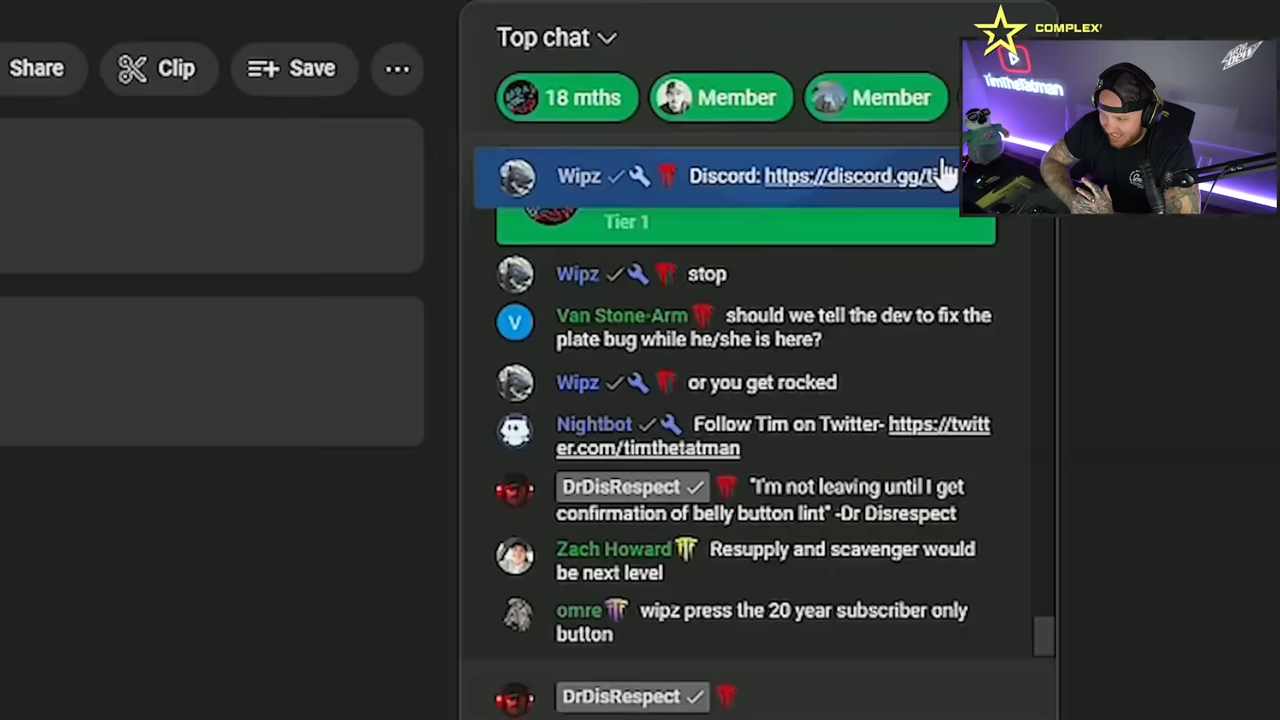 Share
Clip
Save
Top chat
COMPLEX
18 mths
Member
Member
TimTheTatman
Wipz Discord: https://discord.gg/t
Tier 1
Wipz stop
V
Van Stone-Arm should we tell the dev to fix the
plate bug while he/she is here?
Wipz or you get rocked
Nightbot Follow Tim on Twitter- https://twitt
er.com/timthetatman
DrDisRespect "I'm not leaving until I get
confirmation of belly button lint" -Dr Disrespect
Zach Howard Resupply and scavenger would
be next level
omre wipz press the 20 year subscriber only
button
DrDisRespect